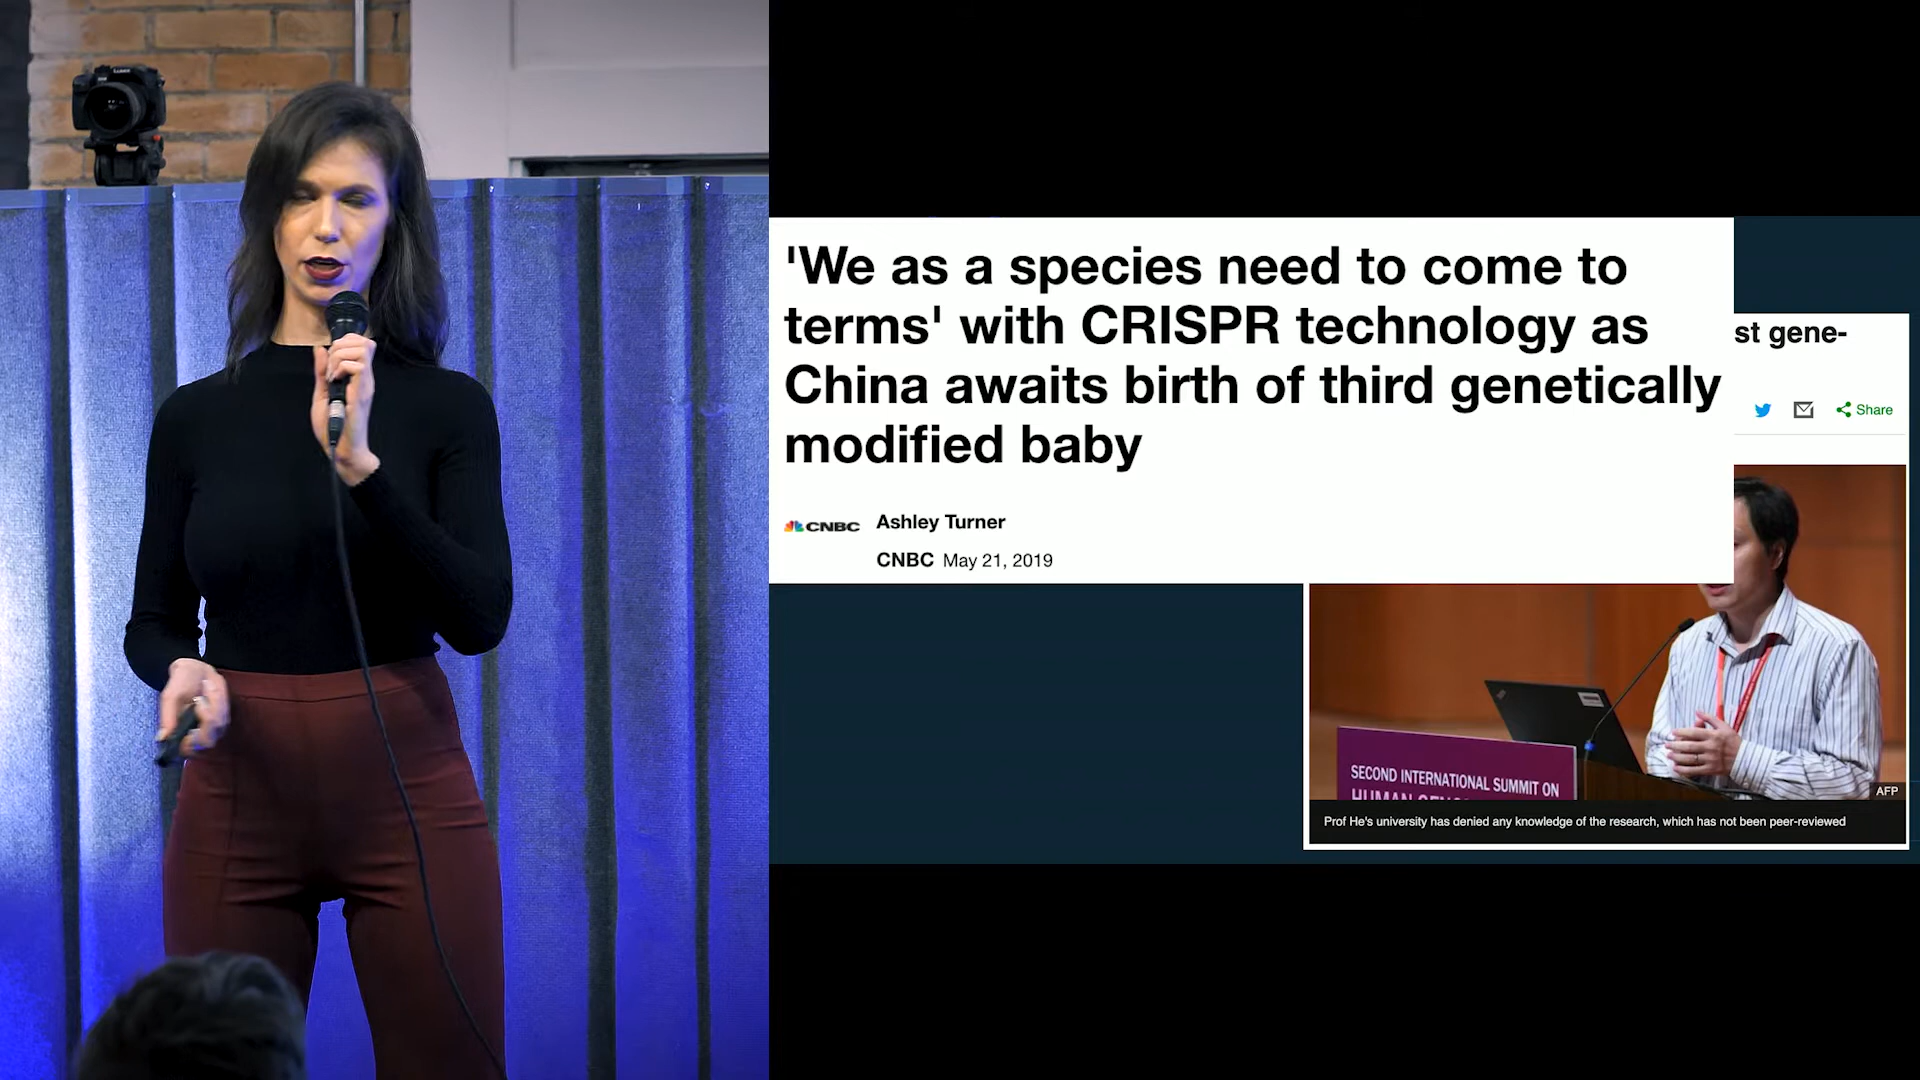 'We as a species need to come to
terms' with CRISPR technology as
China awaits birth of third genetically
modified baby
CNBC
Ashley Turner
CNBC May 21, 2019
st gene-
Share
SECOND INTERNATIONAL SUMMIT ON
HUMAN
AFP
Prof He's university has denied any knowledge of the research, which has not been peer-reviewed